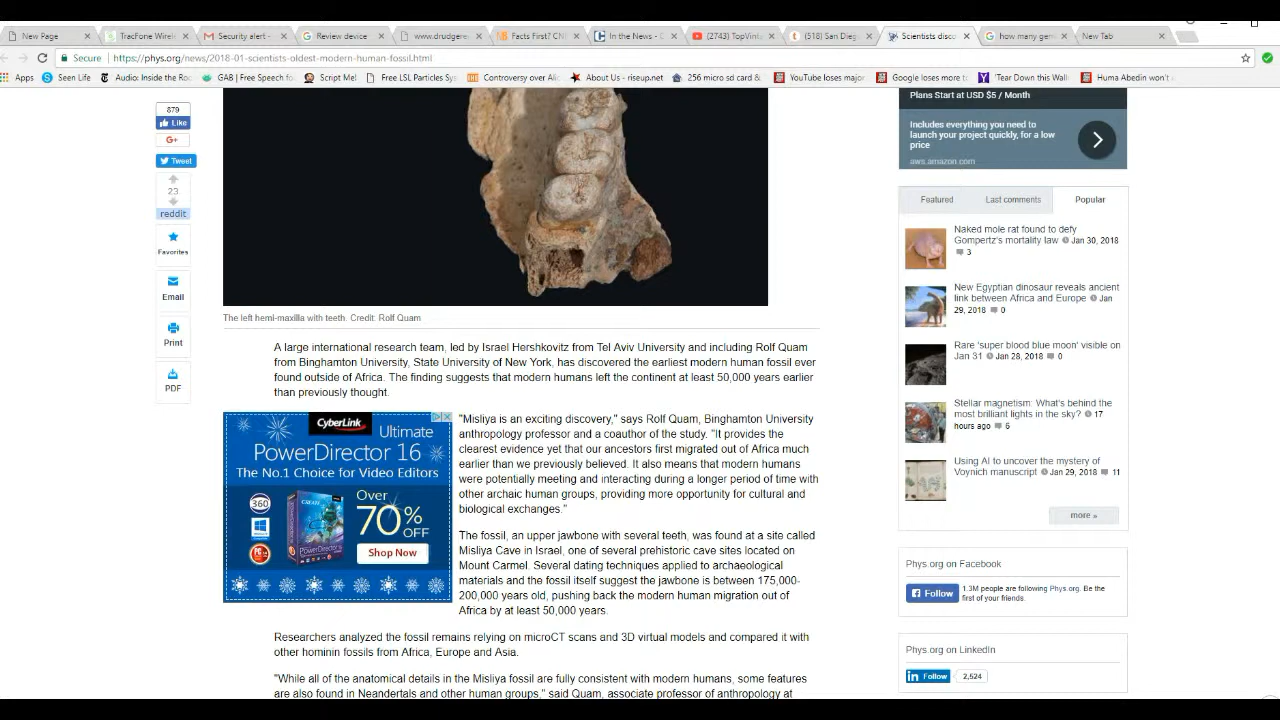 New Page
TracFone Wirele
Security alert -
Review device
www.drudgerep
Facts First? CN
In the News - C
(2743) TopVinta
(518) San Diego
Scientists disco
how many gene
New Tab
Secure
https://phys.org/news/2018-01-scientists-oldest-modern-human-fossil.html
Apps
Seen Life
Audio: Inside the Roc
GAB | Free Speech fo
Script Me!
Free LSL Scripts Sys
Controversy over Alic
About Us - riseup.net
256 micro sd card &
YouTube loses major
Google loses more t
'Tear Down this Wall
Huma Abedin won't
879
Like
G+
Tweet
23
reddit
Favorites
Email
Print
PDF
The left hemi-maxilla with teeth. Credit: Rolf Quam
A large international research team, led by Israel Hershkovitz from Tel Aviv University and including Rolf Quam
from Binghamton University, State University of New York, has discovered the earliest modern human fossil ever
found outside of Africa. The finding suggests that modern humans left the continent at least 50,000 years earlier
than previously thought.
CyberLink
Ultimate
PowerDirector 16
The No.1 Choice for Video Editors
360
Over
70% OFF
Shop Now
"Misliya is an exciting discovery," says Rolf Quam, Binghamton University
anthropology professor and a coauthor of the study. "It provides the
clearest evidence yet that our ancestors first migrated out of Africa much
earlier than we previously believed. It also means that modern humans
were potentially meeting and interacting during a longer period of time with
other archaic human groups, providing more opportunity for cultural and
biological exchanges."
The fossil, an upper jawbone with several teeth, was found at a site called
Misliya Cave in Israel, one of several prehistoric cave sites located on
Mount Carmel. Several dating techniques applied to archaeological
materials and the fossil itself suggest the jawbone is between 175,000-
200,000 years old, pushing back the modern human migration out of
Africa by at least 50,000 years.
Researchers analyzed the fossil remains relying on microCT scans and 3D virtual models and compared it with
other hominin fossils from Africa, Europe and Asia.
"While all of the anatomical details in the Misliya fossil are fully consistent with modern humans, some features
are also found in Neandertals and other human groups," said Quam, associate professor of anthropology at
Plans Start at USD $5 / Month
Includes everything you need to
launch your project quickly, for a low
price
aws.amazon.com
Featured
Last comments
Popular
Naked mole rat found to defy
Gompertz's mortality law Jan 30, 2018
3
New Egyptian dinosaur reveals ancient
link between Africa and Europe Jan
29, 2018 0
Rare 'super blood blue moon' visible on
Jan 31 Jan 28, 2018 0
Stellar magnetism: What's behind the
most brilliant lights in the sky? 17
hours ago 6
Using AI to uncover the mystery of
Voynich manuscript Jan 29, 2018 11
more »
Phys.org on Facebook
Follow
1.3M people are following Phys.org. Be the
first of your friends.
Phys.org on LinkedIn
in Follow
2,524